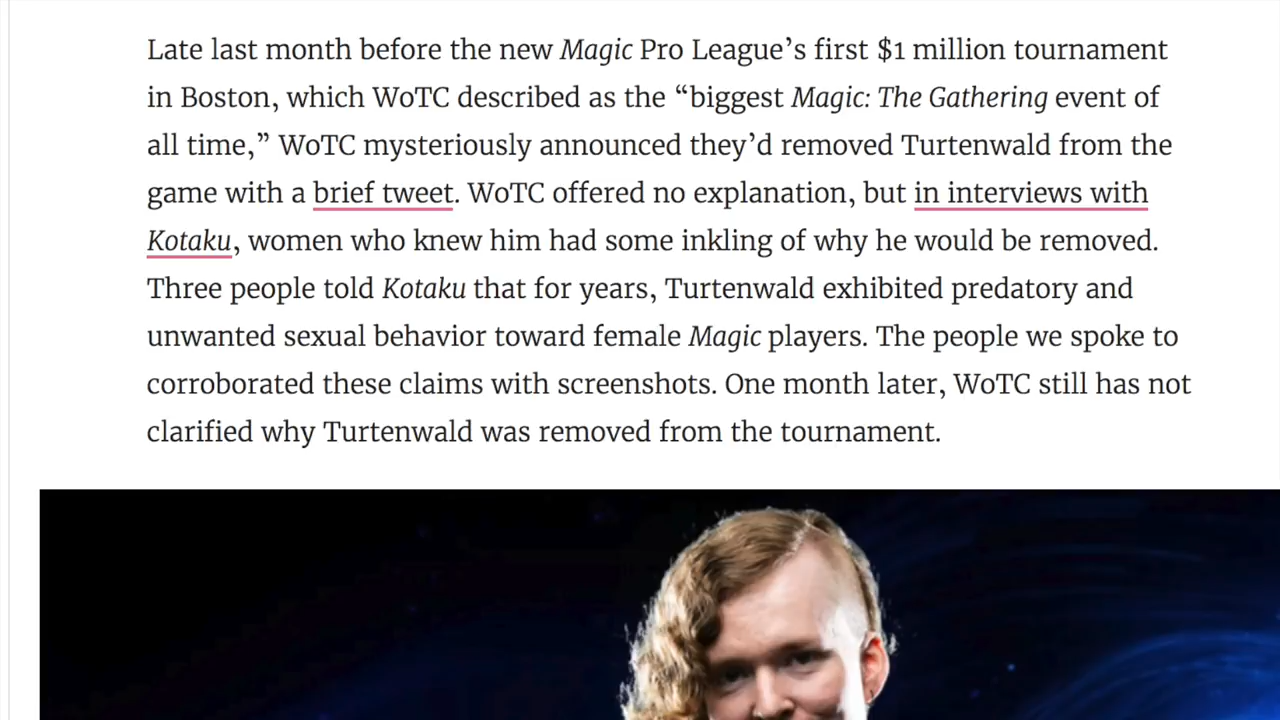 Late last month before the new Magic Pro League’s first $1 million tournament
in Boston, which WoTC described as the “biggest Magic: The Gathering event of
all time,” WoTC mysteriously announced they’d removed Turtenwald from the
game with a brief tweet. WoTC offered no explanation, but in interviews with
Kotaku, women who knew him had some inkling of why he would be removed.
Three people told Kotaku that for years, Turtenwald exhibited predatory and
unwanted sexual behavior toward female Magic players. The people we spoke to
corroborated these claims with screenshots. One month later, WoTC still has not
clarified why Turtenwald was removed from the tournament.